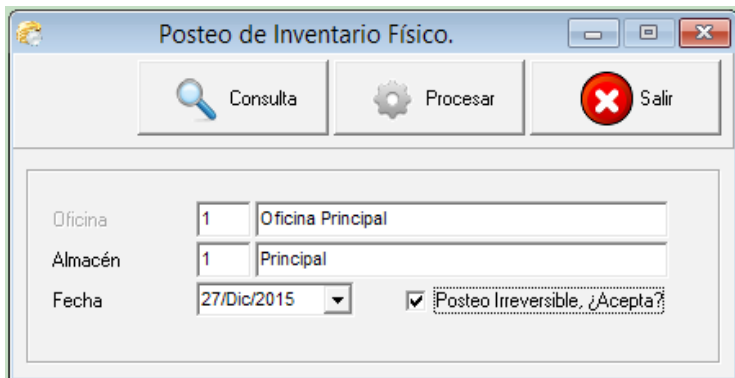 Posteo de Inventario Físico.
Consulta Procesar Salir
Oficina 1 Oficina Principal
Almacén 1 Principal
Fecha 27/Dic/2015 Posteo Irreversible, ¿Acepta?